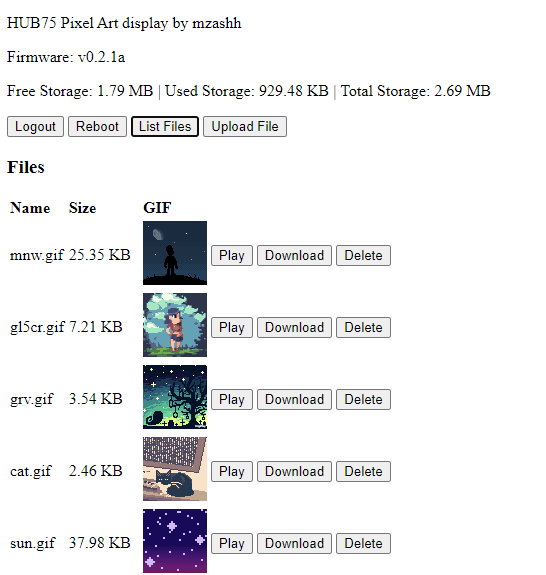 HUB75 Pixel Art display by mzashh
Firmware: v0.2.1a
Free Storage: 1.79 MB | Used Storage: 929.48 KB | Total Storage: 2.69 MB
Logout Reboot List Files Upload File
Files
Name Size GIF
mnw.gif 25.35 KB Play Download Delete
gl5cr.gif 7.21 KB Play Download Delete
grv.gif 3.54 KB Play Download Delete
cat.gif 2.46 KB Play Download Delete
sun.gif 37.98 KB Play Download Delete